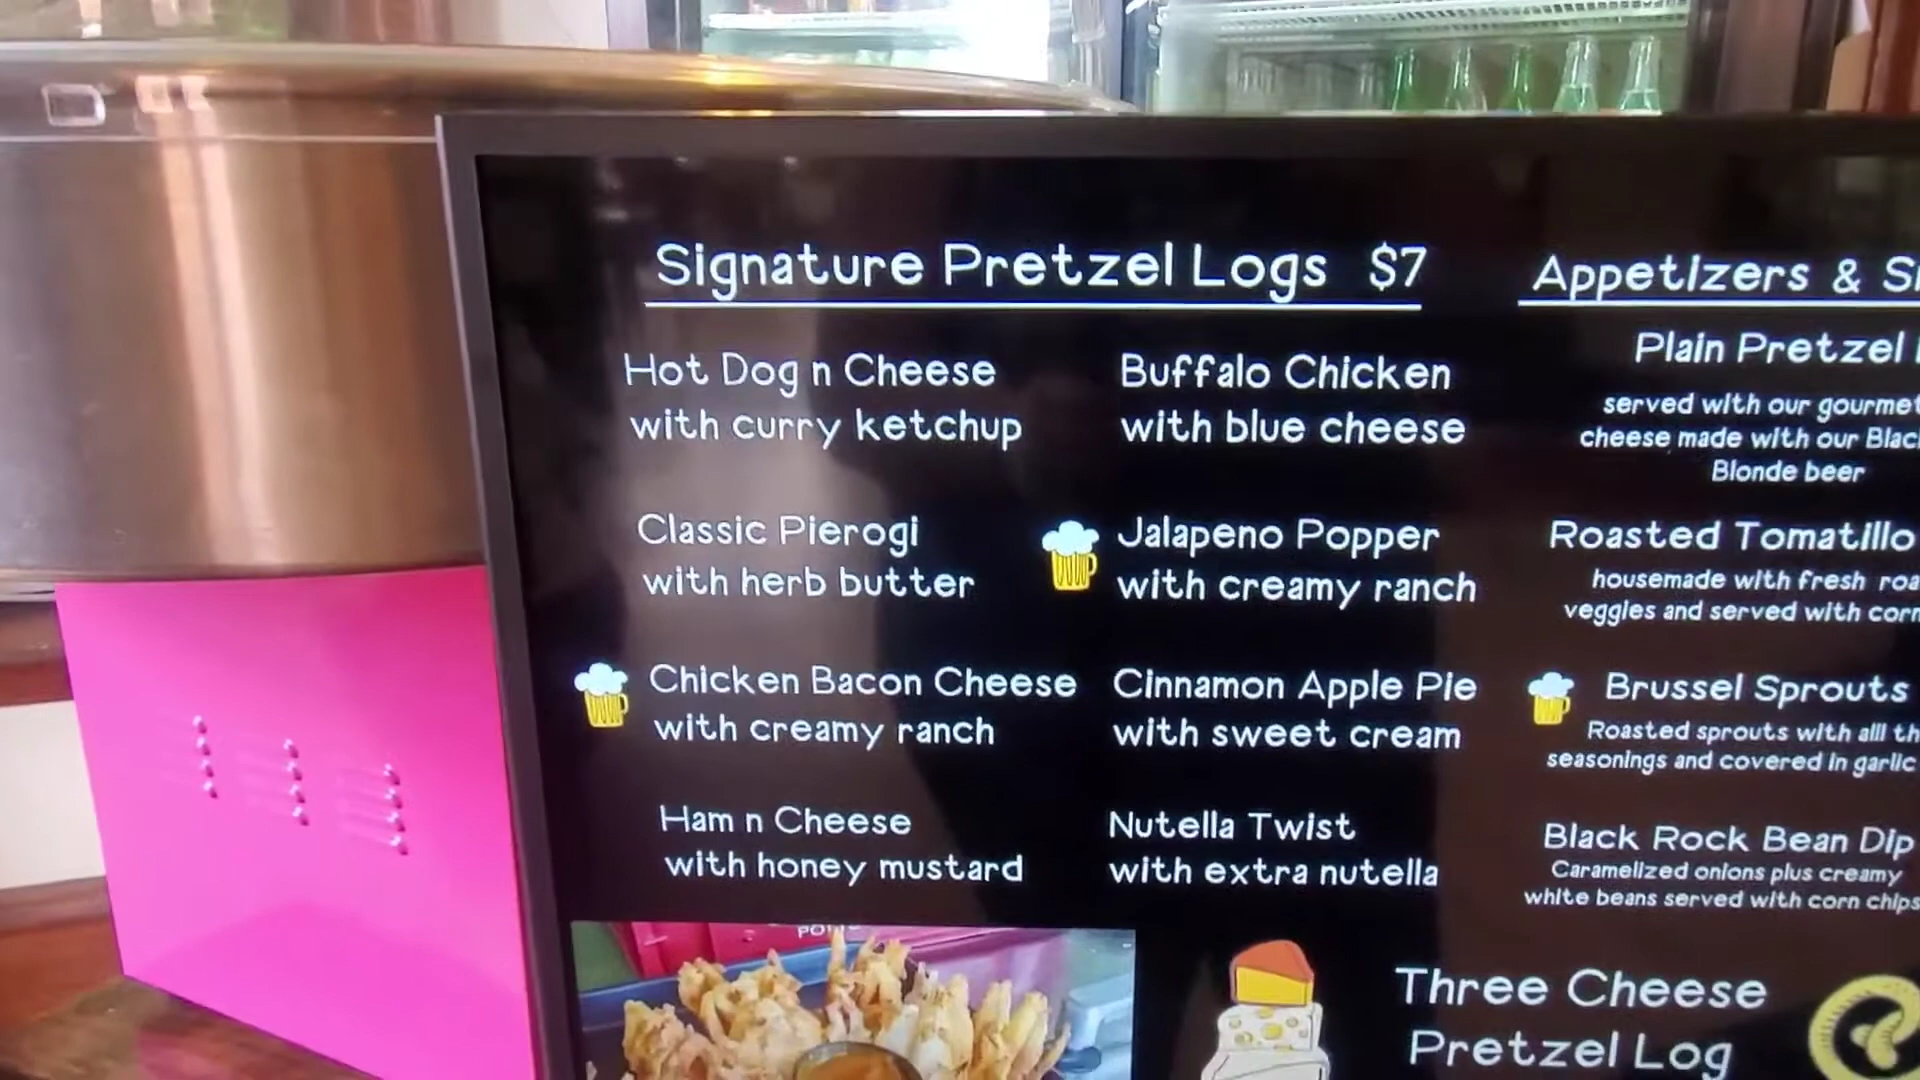 Signature Pretzel Logs $7
Hot Dog n Cheese
with curry ketchup
Classic Pierogi
with herb butter
Chicken Bacon Cheese
with creamy ranch
Ham n Cheese
with honey mustard
Buffalo Chicken
with blue cheese
Jalapeno Popper
with creamy ranch
Cinnamon Apple Pie
with sweet cream
Nutella Twist
with extra nutella
Appetizers &
Plain Pretzel
served with our gourmet
cheese made with our
Blonde beer
Roasted Tomatillo
housemade with fresh
veggies and served with corn
Brussel Sprouts
Roasted sprouts with alll
seasonings and covered in garlic
Black Rock Bean Dip
Caramelized onions plus creamy
white beans served with corn chips
Three Cheese
Pretzel Log